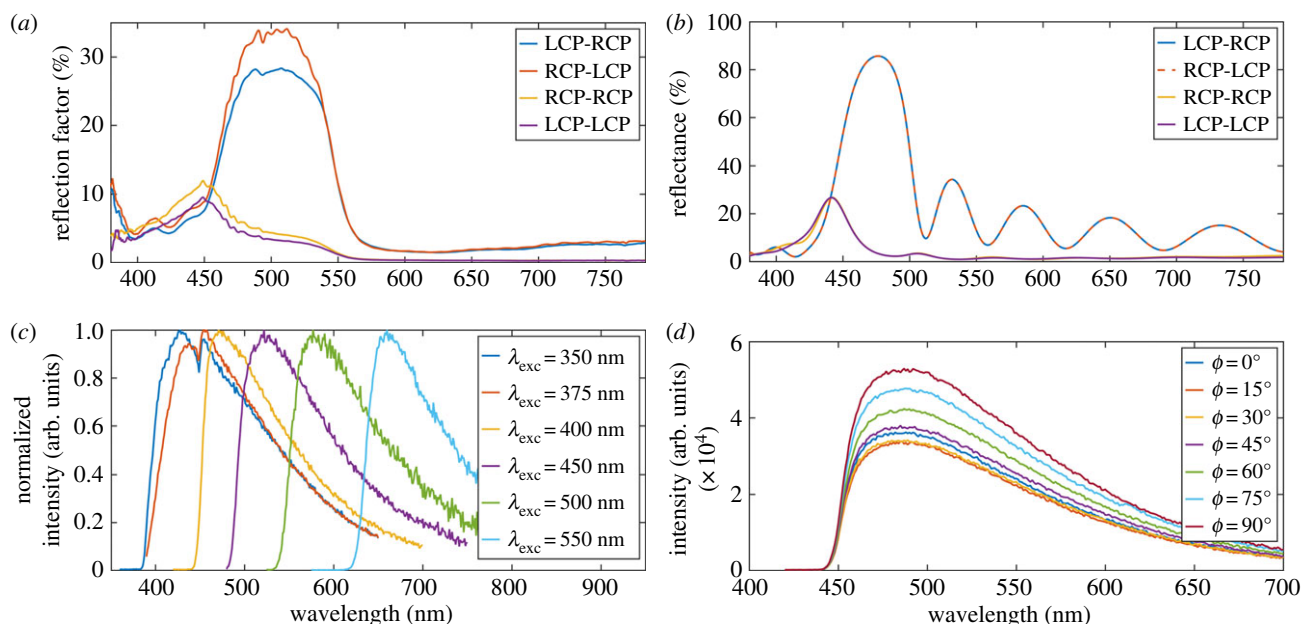 (a)
reflection factor (%)
30
20
10
0
400 450 500 550 600 650 700 750
LCP-RCP
RCP-LCP
RCP-RCP
LCP-LCP
(b)
reflectance (%)
100
80
60
40
20
0
400 450 500 550 600 650 700 750
LCP-RCP
RCP-LCP
RCP-RCP
LCP-LCP
(c)
normalized
intensity (arb. units)
1.0
0.8
0.6
0.4
0.2
0
350 400 500 600 700 800 900
wavelength (nm)
λexc = 350 nm
λexc = 375 nm
λexc = 400 nm
λexc = 450 nm
λexc = 500 nm
λexc = 550 nm
(d)
intensity (arb. units)
(×10⁴)
6
4
2
0
400 450 500 550 600 650 700
wavelength (nm)
ϕ = 0°
ϕ = 15°
ϕ = 30°
ϕ = 45°
ϕ = 60°
ϕ = 75°
ϕ = 90°